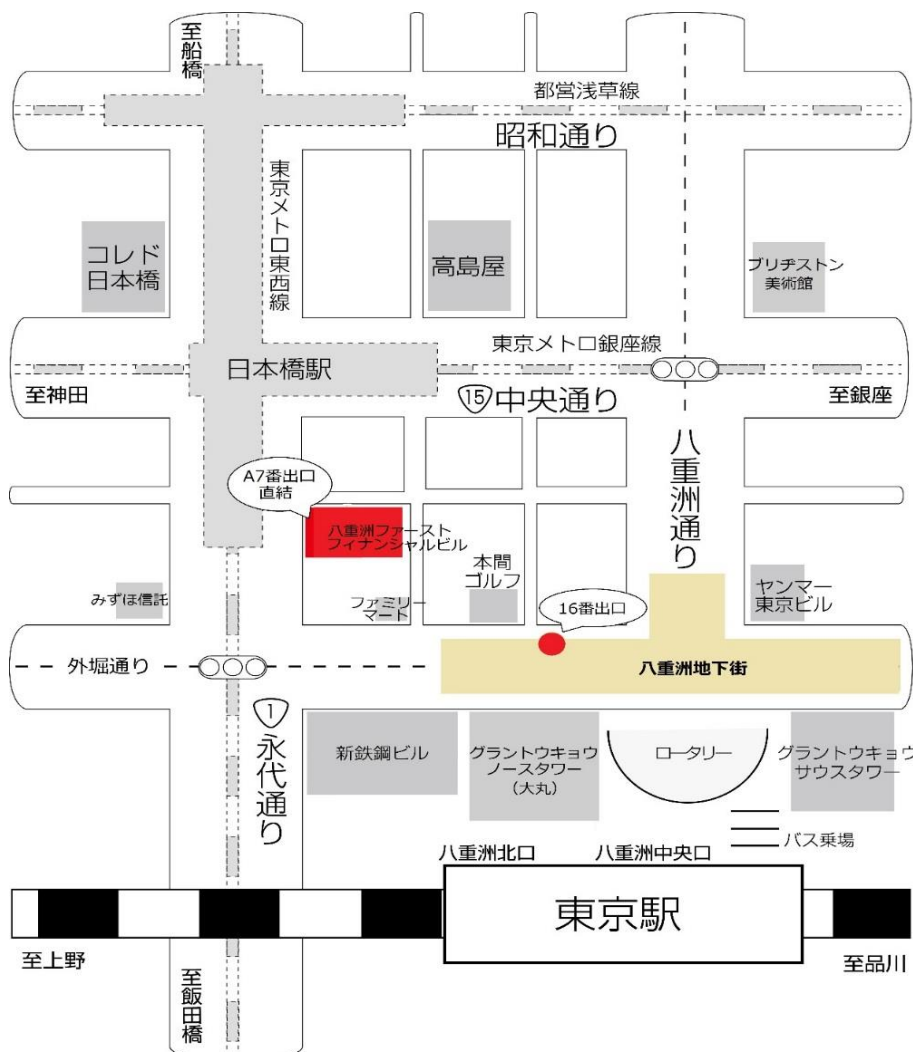 至船橋
都営浅草線
昭和通り
東京メトロ東西線
コレド
日本橋
高島屋
ブリヂストン
美術館
東京メトロ銀座線
日本橋駅
至神田
15
中央通り
至銀座
八重洲通り
A7番出口
直結
八重洲ファースト
フィナンシャルビル
本間
ゴルフ
みずほ信託
ファミリー
マート
16番出口
ヤンマー
東京ビル
外堀通り
八重洲地下街
1
永代通り
新鉄鋼ビル
グラントウキョウ
ノースタワー
(大丸)
ロータリー
グラントウキョウ
サウスタワー
バス乗場
八重洲北口
八重洲中央口
東京駅
至上野
至品川
至飯田橋